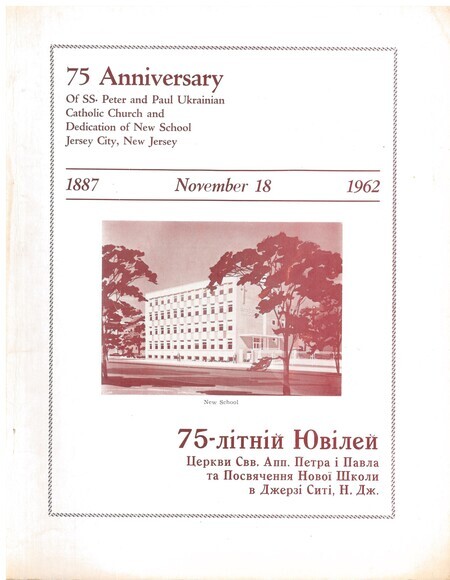 75 Anniversary
Of SS. Peter and Paul Ukrainian
Catholic Church and
Dedication of New School
Jersey City, New Jersey
1887 November 18 1962
New School
75-літній Ювілей
Церкви Свв. Апп. Петра і Павла
та Посвячення Нової Школи
в Джерзі Ситі, Н. Дж.